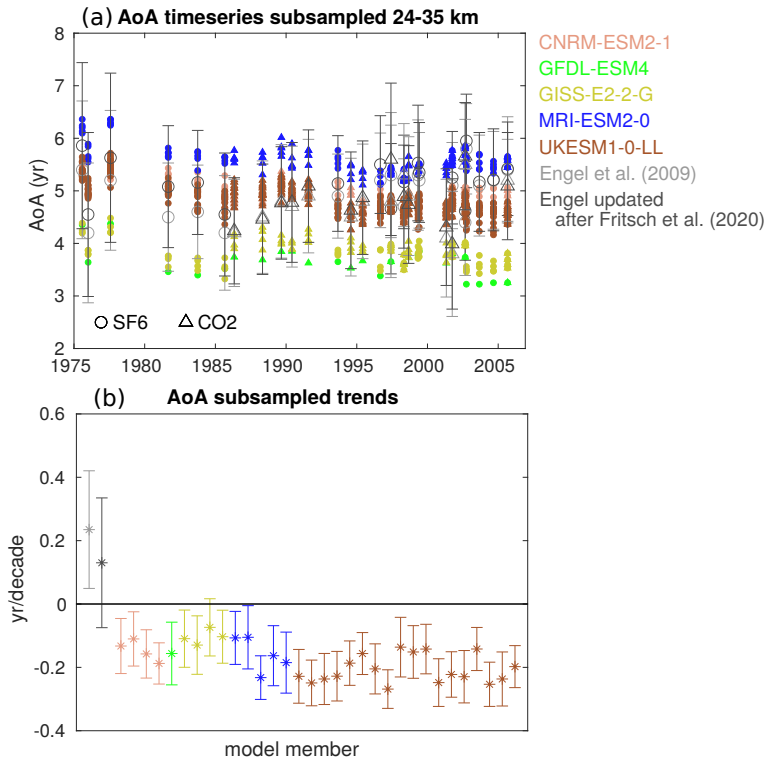 (a) AoA timeseries subsampled 24-35 km
8
7
6
5
4
3
2
AoA (yr)
SF6
CO2
1975 1980 1985 1990 1995 2000 2005
CNRM-ESM2-1
GFDL-ESM4
GISS-E2-2-G
MRI-ESM2-0
UKESM1-0-LL
Engel et al. (2009)
Engel updated
after Fritsch et al. (2020)
(b) AoA subsampled trends
0.6
0.4
0.2
0
-0.2
-0.4
yr/decade
model member